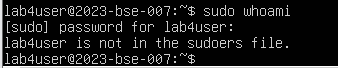 lab4user@2023-bse-007:~$ sudo whoami
[sudo] password for lab4user:
lab4user is not in the sudoers file.
lab4user@2023-bse-007:~$